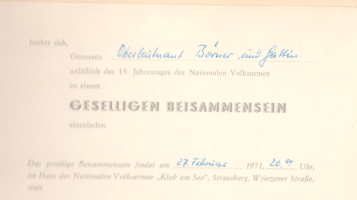 beehrt sich,
Genossen Oberleutnant Börner und Gattin
anläßlich des 15. Jahrestages der Nationalen Volksarmee
zu einem
GESELLIGEN BEISAMMENSEIN
einzuladen.
Das gesellige Beisammensein findet am 27. Februar 1971, 20.00 Uhr,
im Haus der Nationalen Volksarmee „Klub am See“, Strausberg, Wriezener Straße,
statt.